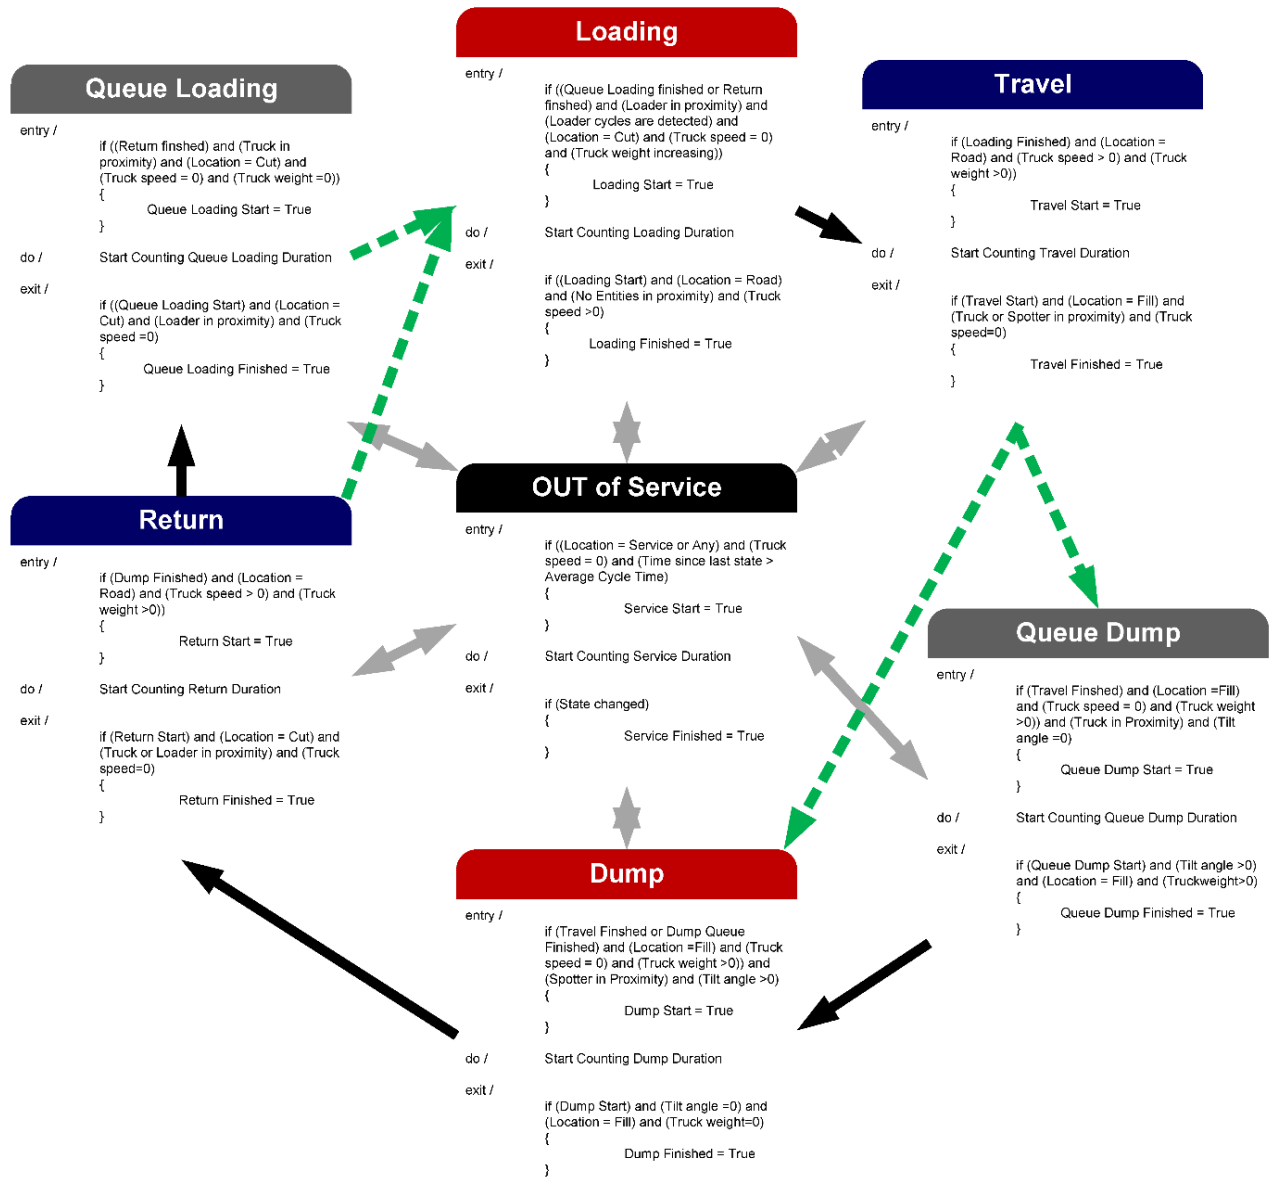 Loading
entry /
if ((Queue Loading finished or Return
finshed) and (Loader in proximity) and
(Loader cycles are detected) and
(Location = Cut) and (Truck speed = 0)
and (Truck weight increasing))
{
Loading Start = True
}
do /
Start Counting Loading Duration
exit /
if ((Loading Start) and (Location = Road)
and (No Entities in proximity) and (Truck
speed >0)
{
Loading Finished = True
}
Queue Loading
entry /
if ((Return finshed) and (Truck in
proximity) and (Location = Cut) and
(Truck speed = 0) and (Truck weight =0))
{
Queue Loading Start = True
}
do /
Start Counting Queue Loading Duration
exit /
if ((Queue Loading Start) and (Location =
Cut) and (Loader in proximity) and (Truck
speed =0)
{
Queue Loading Finished = True
}
Travel
entry /
if (Loading Finished) and (Location =
Road) and (Truck speed > 0) and (Truck
weight >0))
{
Travel Start = True
}
do /
Start Counting Travel Duration
exit /
if (Travel Start) and (Location = Fill) and
(Truck or Spotter in proximity) and (Truck
speed=0)
{
Travel Finished = True
}
OUT of Service
entry /
if ((Location = Service or Any) and (Truck
speed = 0) and (Time since last state >
Average Cycle Time)
{
Service Start = True
}
do /
Start Counting Service Duration
exit /
if (State changed)
{
Service Finished = True
}
Return
entry /
if (Dump Finished) and (Location =
Road) and (Truck speed > 0) and (Truck
weight >0))
{
Return Start = True
}
do /
Start Counting Return Duration
exit /
if (Return Start) and (Location = Cut) and
(Truck or Loader in proximity) and (Truck
speed=0)
{
Return Finished = True
}
Queue Dump
entry /
if (Travel Finshed) and (Location =Fill)
and (Truck speed = 0) and (Truck weight
>0)) and (Truck in Proximity) and (Tilt
angle =0)
{
Queue Dump Start = True
}
do /
Start Counting Queue Dump Duration
exit /
if (Queue Dump Start) and (Tilt angle >0)
and (Location = Fill) and (Truckweight>0)
{
Queue Dump Finished = True
}
Dump
entry /
if (Travel Finshed or Dump Queue
Finished) and (Location =Fill) and (Truck
speed = 0) and (Truck weight >0)) and
(Spotter in Proximity) and (Tilt angle >0)
{
Dump Start = True
}
do /
Start Counting Dump Duration
exit /
if (Dump Start) and (Tilt angle =0) and
(Location = Fill) and (Truck weight=0)
{
Dump Finished = True
}